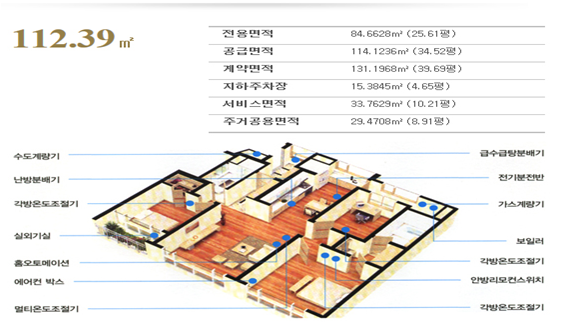 112.39㎡
전용면적 84.6628㎡ (25.61평)
공급면적 114.1236㎡ (34.52평)
계약면적 131.1968㎡ (39.69평)
지하주차장 15.3845㎡ (4.65평)
서비스면적 33.7629㎡ (10.21평)
주거공용면적 29.4708㎡ (8.91평)
수도계량기
급수급탕분배기
난방분배기
전기분전반
각방온도조절기
가스계량기
실외기실
보일러
홈오토메이션
각방온도조절기
에어컨 박스
안방리모컨스위치
멀티온도조절기
각방온도조절기